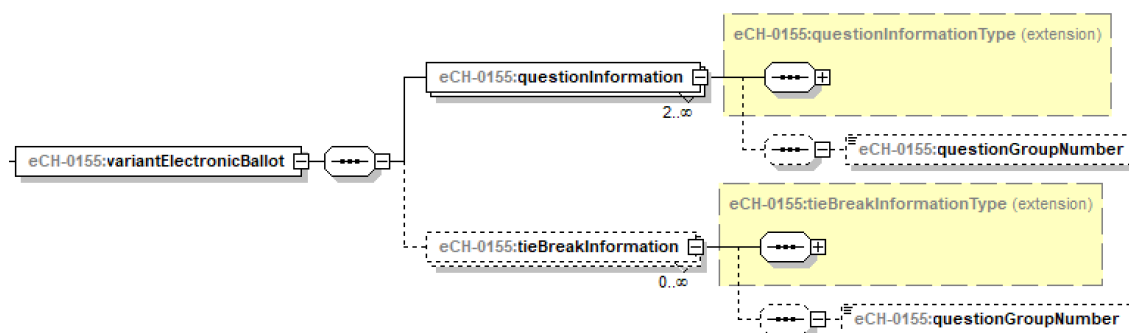 eCH-0155:questionInformationType (extension)
eCH-0155:questionInformation
2..∞
eCH-0155:variantElectronicBallot
eCH-0155:questionGroupNumber
eCH-0155:tieBreakInformationType (extension)
eCH-0155:tieBreakInformation
0..∞
eCH-0155:questionGroupNumber